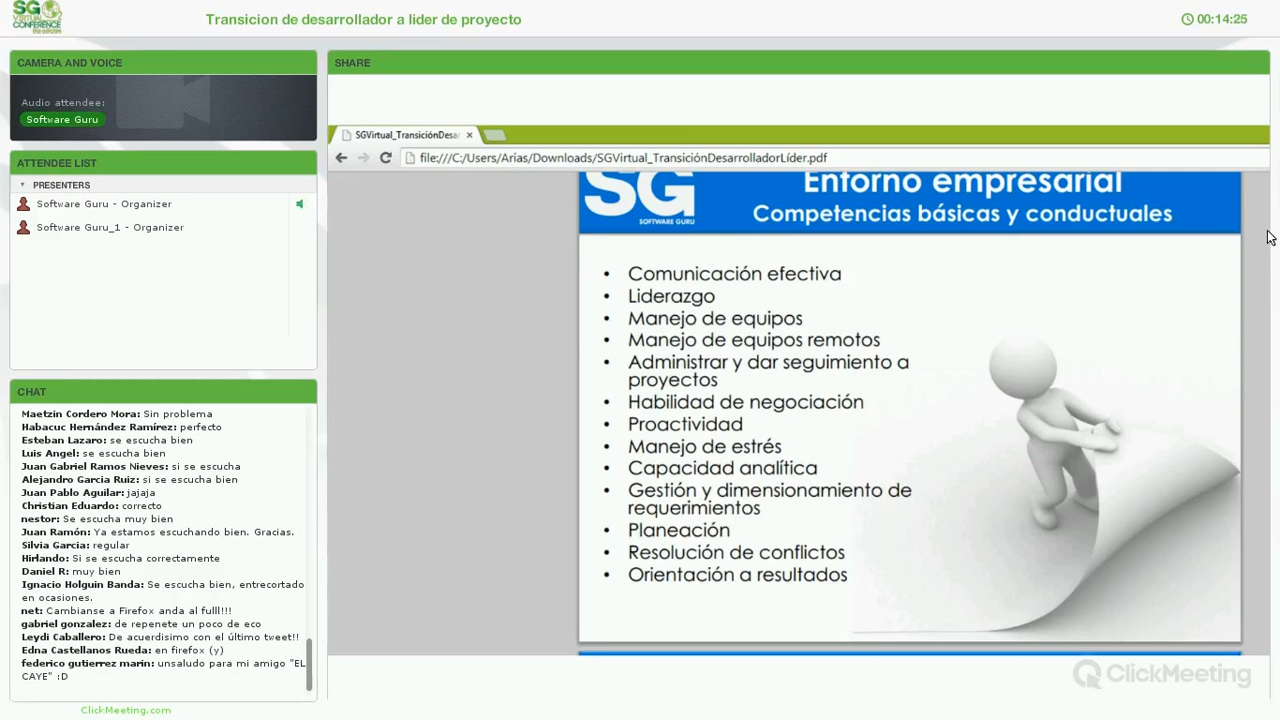 SG
VIRTUAL
CONFERENCE
Transicion de desarrollador a lider de proyecto
00:14:25
CAMERA AND VOICE
Audio attendee:
Software Guru
ATTENDEE LIST
PRESENTERS
Software Guru - Organizer
Software Guru_1 - Organizer
CHAT
Maetzin Cordero Mora: Sin problema
Habacuc Hernández Ramírez: perfecto
Esteban Lazaro: se escucha bien
Luis Angel: se escucha bien
Juan Gabriel Ramos Nieves: si se escucha
Alejandro Garcia Ruiz: si se escucha bien
Juan Pablo Aguilar: jajaja
Christian Eduardo: correcto
nestor: Se escucha muy bien
Juan Ramón: Ya estamos escuchando bien. Gracias.
Silvia Garcia: regular
Hirlando: Si se escucha correctamente
Daniel R: muy bien
Ignacio Holguin Banda: Se escucha bien, entrecortado
en ocasiones.
net: Cambianse a Firefox anda al fulll!!!
gabriel gonzalez: de repenete un poco de eco
Leydi Caballero: De acuerdisimo con el último tweet!!
Edna Castellanos Rueda: en firefox (y)
federico gutierrez marin: unsaludo para mi amigo "EL
CAYE" :D
ClickMeeting.com
SHARE
SGVirtual_TransiciónDesa
file:///C:/Users/Arias/Downloads/SGVirtual_TransiciónDesarrolladorLíder.pdf
SG
SOFTWARE GURU
Entorno empresarial
Competencias básicas y conductuales
• Comunicación efectiva
• Liderazgo
• Manejo de equipos
• Manejo de equipos remotos
• Administrar y dar seguimiento a
proyectos
• Habilidad de negociación
• Proactividad
• Manejo de estrés
• Capacidad analítica
• Gestión y dimensionamiento de
requerimientos
• Planeación
• Resolución de conflictos
• Orientación a resultados
ClickMeeting